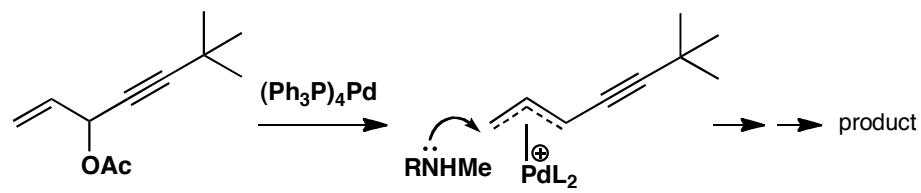 (Ph3P)4Pd
OAc
RNHMe
⊕
PdL2
product